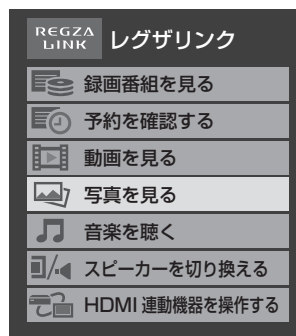 REGZA
LINK
レグザリンク
録画番組を見る
予約を確認する
動画を見る
写真を見る
音楽を聴く
スピーカーを切り換える
HDMI 連動機器を操作する